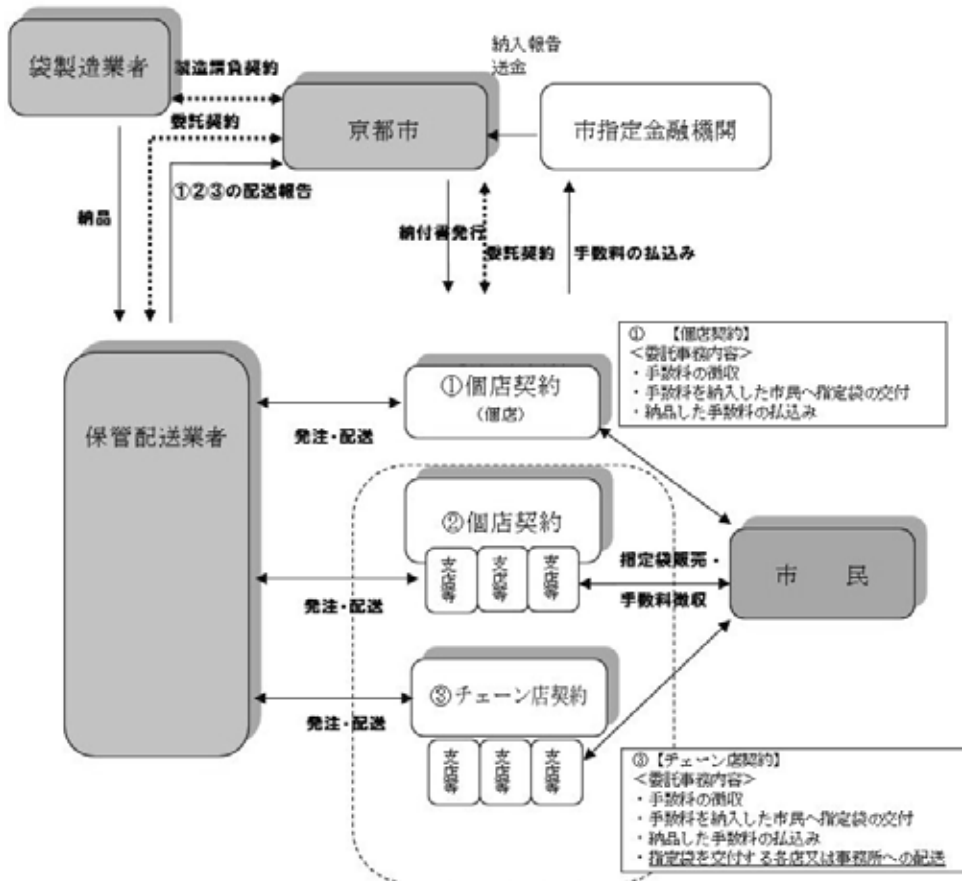 袋製造業者
製造請負契約
納入報告
送金
京都市
市指定金融機関
委託契約
①②③の配送報告
納品
納付書発行
委託契約
手数料の払込み
① 【個店契約】
<委託事務内容>
・手数料の徴収
・手数料を納入した市民へ指定袋の交付
・納品した手数料の払込み
保管配送業者
①個店契約
(個店)
発注・配送
②個店契約
支店等
支店等
支店等
発注・配送
指定袋販売・
手数料徴収
市 民
③チェーン店契約
支店等
支店等
支店等
発注・配送
③【チェーン店契約】
<委託事務内容>
・手数料の徴収
・手数料を納入した市民へ指定袋の交付
・納品した手数料の払込み
・指定袋を交付する各店又は事務所への配送